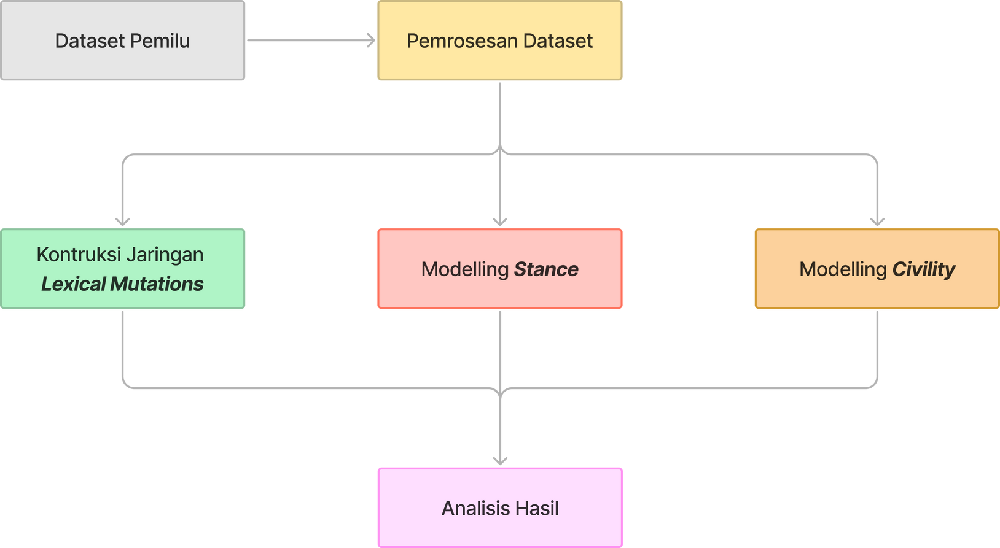 Dataset Pemilu
Pemrosesan Dataset
Kontruksi Jaringan
Lexical Mutations
Modelling Stance
Modelling Civility
Analisis Hasil